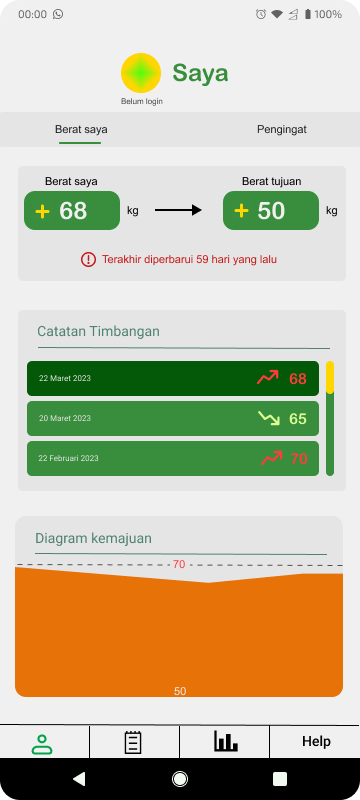 00:00 100%
Saya
Belum login
Berat saya Pengingat
Berat saya Berat tujuan
+ 68 kg + 50 kg
Terakhir diperbarui 59 hari yang lalu
Catatan Timbangan
22 Maret 2023 68
20 Maret 2023 65
22 Februari 2023 70
Diagram kemajuan
70
50
Help